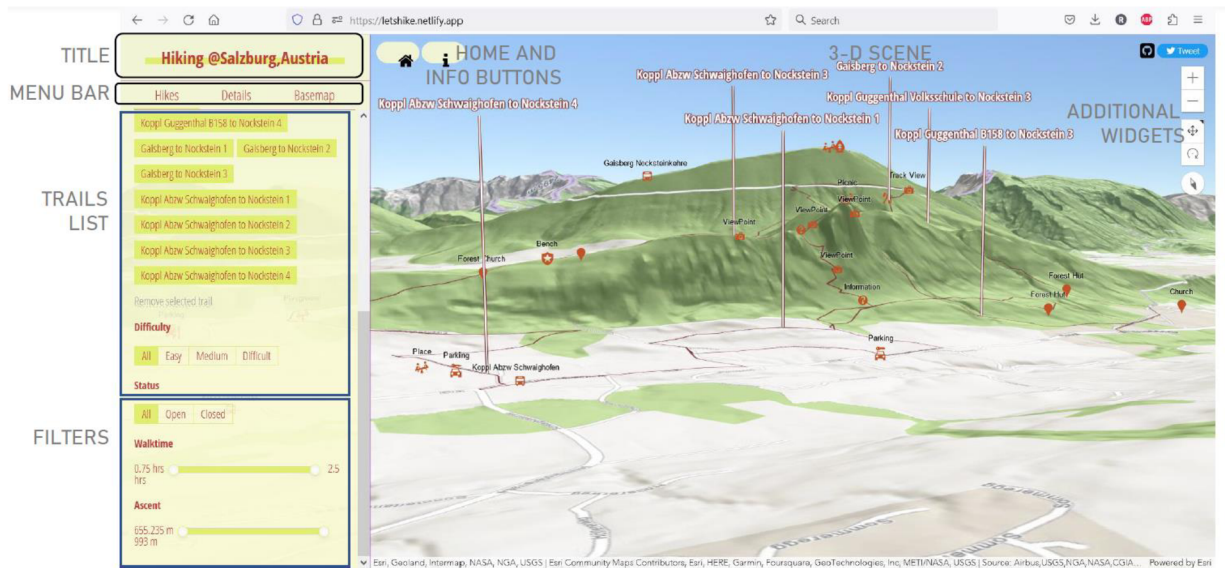 https://letshike.netlify.app
Search
TITLE
Hiking @Salzburg,Austria
MENU BAR
Hikes Details Basemap
TRAILS
LIST
Koppl Guggenthal B158 to Nockstein 4
Gaisberg to Nockstein 1 Gaisberg to Nockstein 2
Gaisberg to Nockstein 3
Koppl Abzw Schwaighofen to Nockstein 1
Koppl Abzw Schwaighofen to Nockstein 2
Koppl Abzw Schwaighofen to Nockstein 3
Koppl Abzw Schwaighofen to Nockstein 4
Remove selected trail
Difficulty
All Easy Medium Difficult
Status
FILTERS
All Open Closed
Walktime
0.75 hrs 2.5
hrs
Ascent
655.235 m
993 m
HOME AND
INFO BUTTONS
3-D SCENE
Tweet
ADDITIONAL
WIDGETS
Gaisberg to Nockstein 2
Koppl Abzw Schwaighofen to Nockstein 3
Koppl Abzw Schwaighofen to Nockstein 4
Koppl Guggenthal Volksschule to Nockstein 3
Koppl Abzw Schwaighofen to Nockstein 1
Koppl Guggenthal B158 to Nockstein 3
Gaisberg Nocksteinkehre
Picnic
Track View
ViewPoint
ViewPoint
ViewPoint
Bench
Forest Church
ViewPoint
Information
Forest Hut
Forest Hut
Church
Parking
Place
Parkling
Koppl Abzw Schwaighofen
Esri, Geoland, Intermap, NASA, NGA, USGS | Esri Community Maps Contributors, Esri, HERE, Garmin, Foursquare, GeoTechnologies, Inc, METI/NASA, USGS | Source: Airbus,USGS,NGA,NASA,CGIA... Powered by Esri